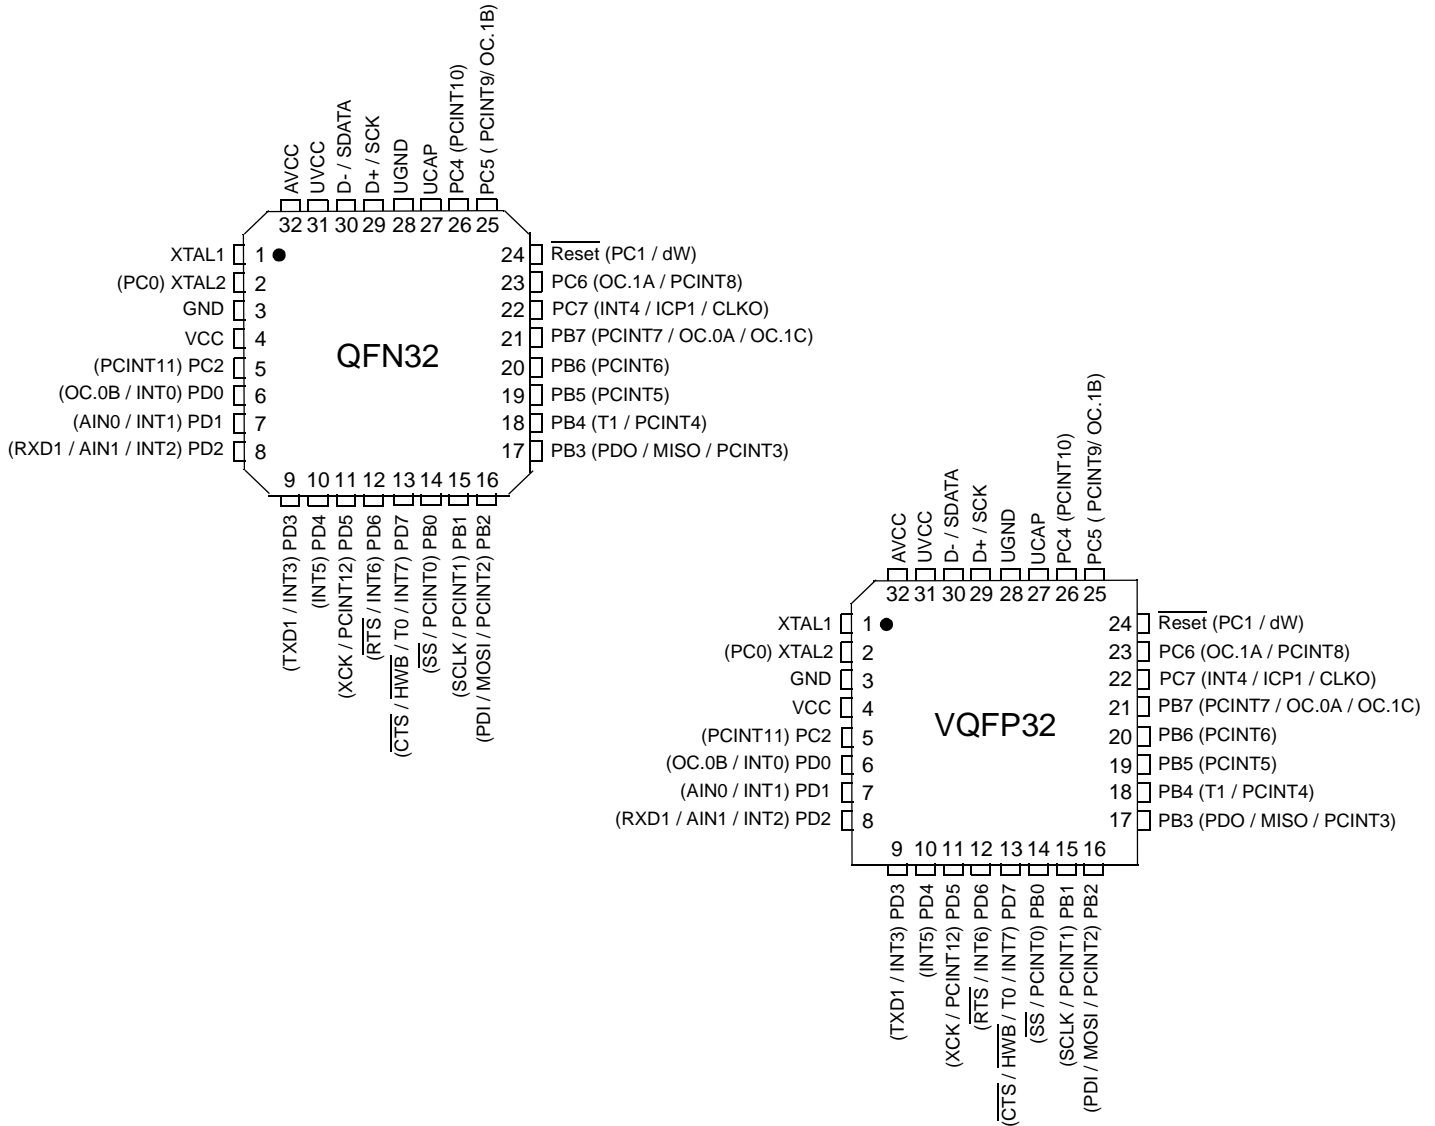 AVCC
UVCC
D- / SDATA
D+ / SCK
UGND
UCAP
PC4 (PCINT10)
PC5 ( PCINT9/ OC.1B)
32 31 30 29 28 27 26 25
XTAL1 1
(PC0) XTAL2 2
GND 3
VCC 4
(PCINT11) PC2 5
(OC.0B / INT0) PD0 6
(AIN0 / INT1) PD1 7
(RXD1 / AIN1 / INT2) PD2 8
QFN32
24 Reset (PC1 / dW)
23 PC6 (OC.1A / PCINT8)
22 PC7 (INT4 / ICP1 / CLKO)
21 PB7 (PCINT7 / OC.0A / OC.1C)
20 PB6 (PCINT6)
19 PB5 (PCINT5)
18 PB4 (T1 / PCINT4)
17 PB3 (PDO / MISO / PCINT3)
9 10 11 12 13 14 15 16
(TXD1 / INT3) PD3
(INT5) PD4
(XCK / PCINT12) PD5
(RTS / INT6) PD6
(CTS / HWB / T0 / INT7) PD7
(SS / PCINT0) PB0
(SCLK / PCINT1) PB1
(PDI / MOSI / PCINT2) PB2
AVCC
UVCC
D- / SDATA
D+ / SCK
UGND
UCAP
PC4 (PCINT10)
PC5 ( PCINT9/ OC.1B)
32 31 30 29 28 27 26 25
XTAL1 1
(PC0) XTAL2 2
GND 3
VCC 4
(PCINT11) PC2 5
(OC.0B / INT0) PD0 6
(AIN0 / INT1) PD1 7
(RXD1 / AIN1 / INT2) PD2 8
VQFP32
24 Reset (PC1 / dW)
23 PC6 (OC.1A / PCINT8)
22 PC7 (INT4 / ICP1 / CLKO)
21 PB7 (PCINT7 / OC.0A / OC.1C)
20 PB6 (PCINT6)
19 PB5 (PCINT5)
18 PB4 (T1 / PCINT4)
17 PB3 (PDO / MISO / PCINT3)
9 10 11 12 13 14 15 16
(TXD1 / INT3) PD3
(INT5) PD4
(XCK / PCINT12) PD5
(RTS / INT6) PD6
(CTS / HWB / T0 / INT7) PD7
(SS / PCINT0) PB0
(SCLK / PCINT1) PB1
(PDI / MOSI / PCINT2) PB2